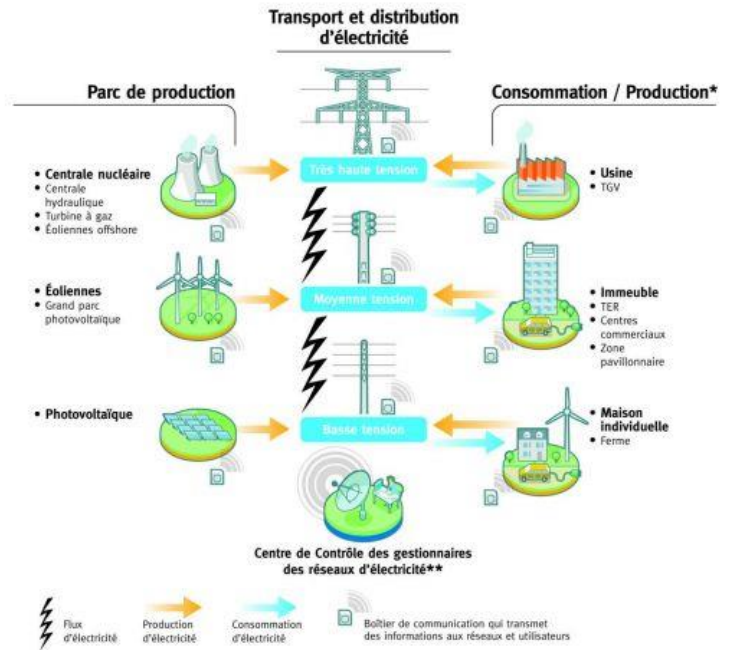 Transport et distribution
d'électricité
Parc de production
Consommation / Production*
• Centrale nucléaire
• Centrale
hydraulique
• Turbine à gaz
• Éoliennes offshore
Très haute tension
• Usine
• TGV
• Éoliennes
• Grand parc
photovoltaïque
Moyenne tension
• Immeuble
• TER
• Centres
commerciaux
• Zone
pavillonnaire
• Photovoltaïque
Basse tension
• Maison
individuelle
• Ferme
Centre de Contrôle des gestionnaires
des réseaux d'électricité**
Flux
d'électricité
Production
d'électricité
Consommation
d'électricité
Boîtier de communication qui transmet
des informations aux réseaux et utilisateurs